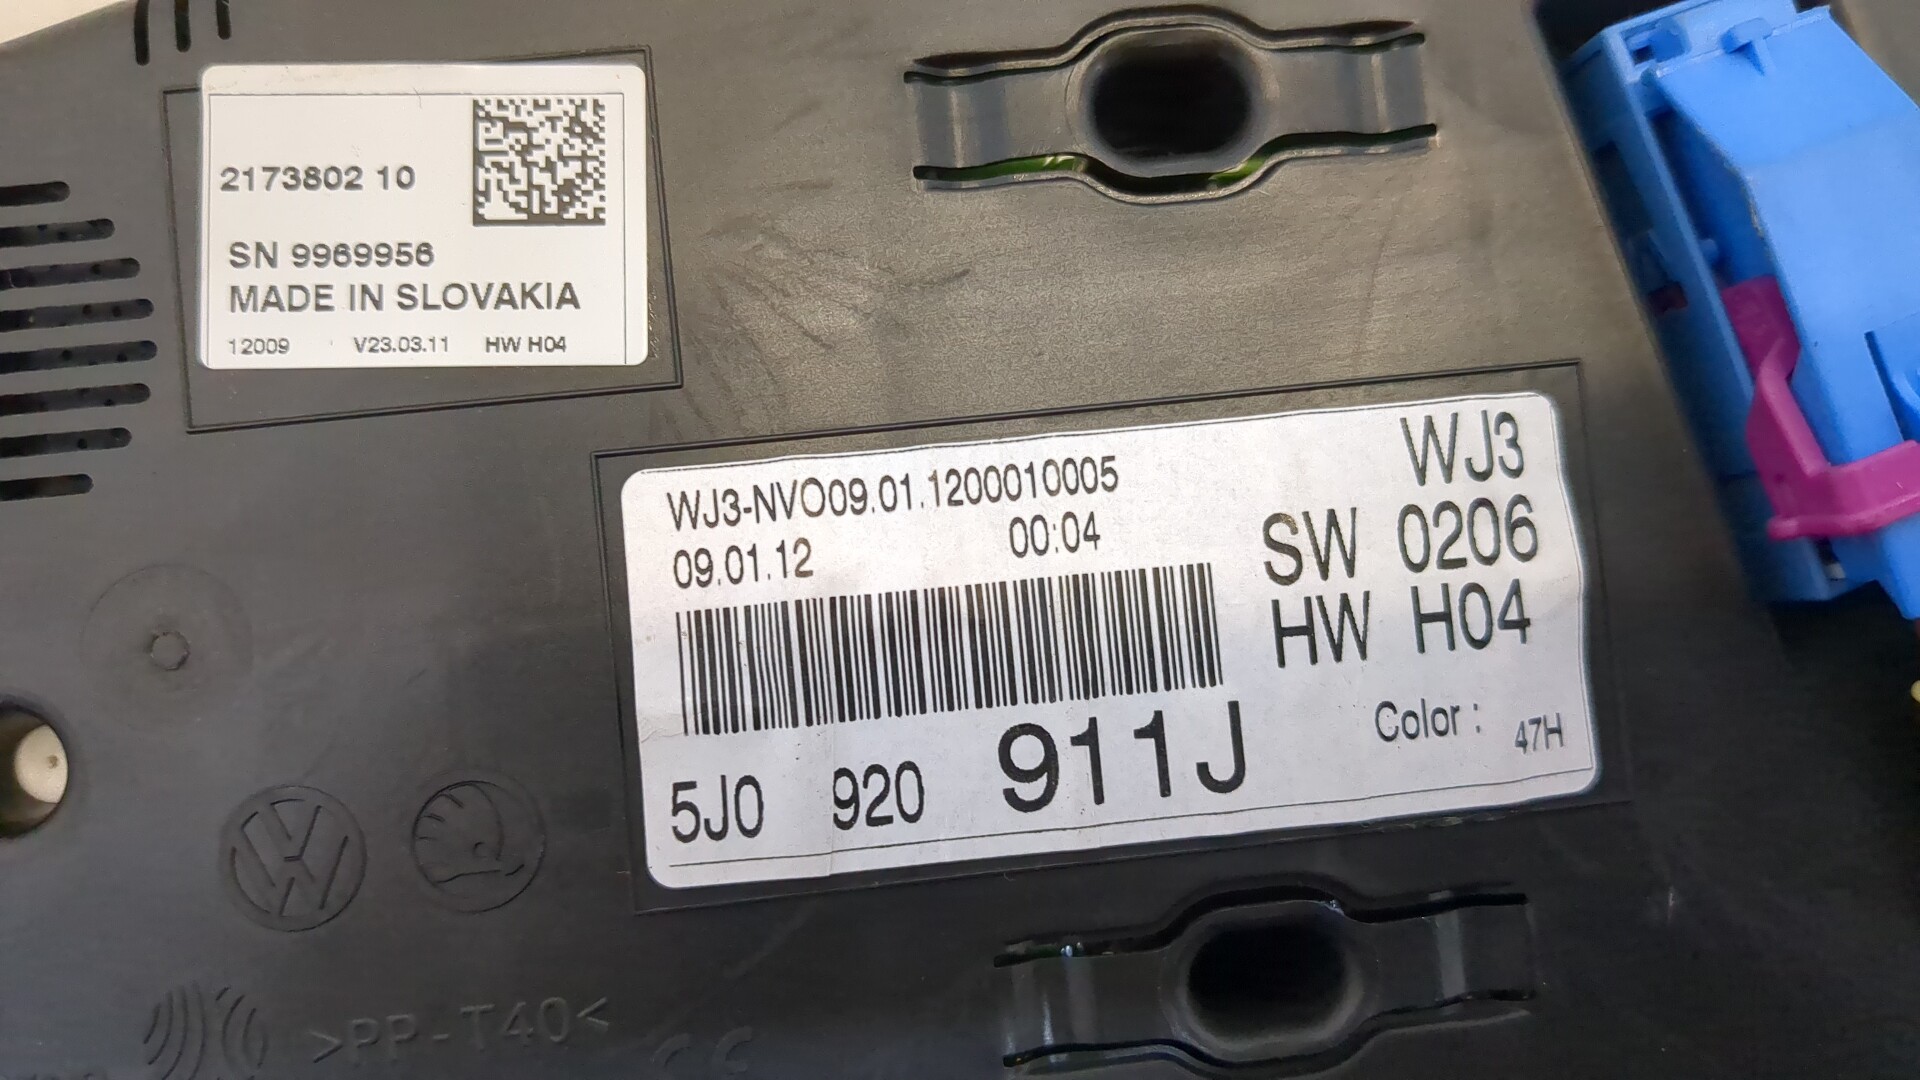 2173802 10
SN 9969956
MADE IN SLOVAKIA
12009 V23.03.11 HW H04
WJ3-NVO09.01.1200010005
09.01.12 00:04
WJ3
SW 0206
HW H04
Color : 47H
5J0 920 911J
>PP-T40<